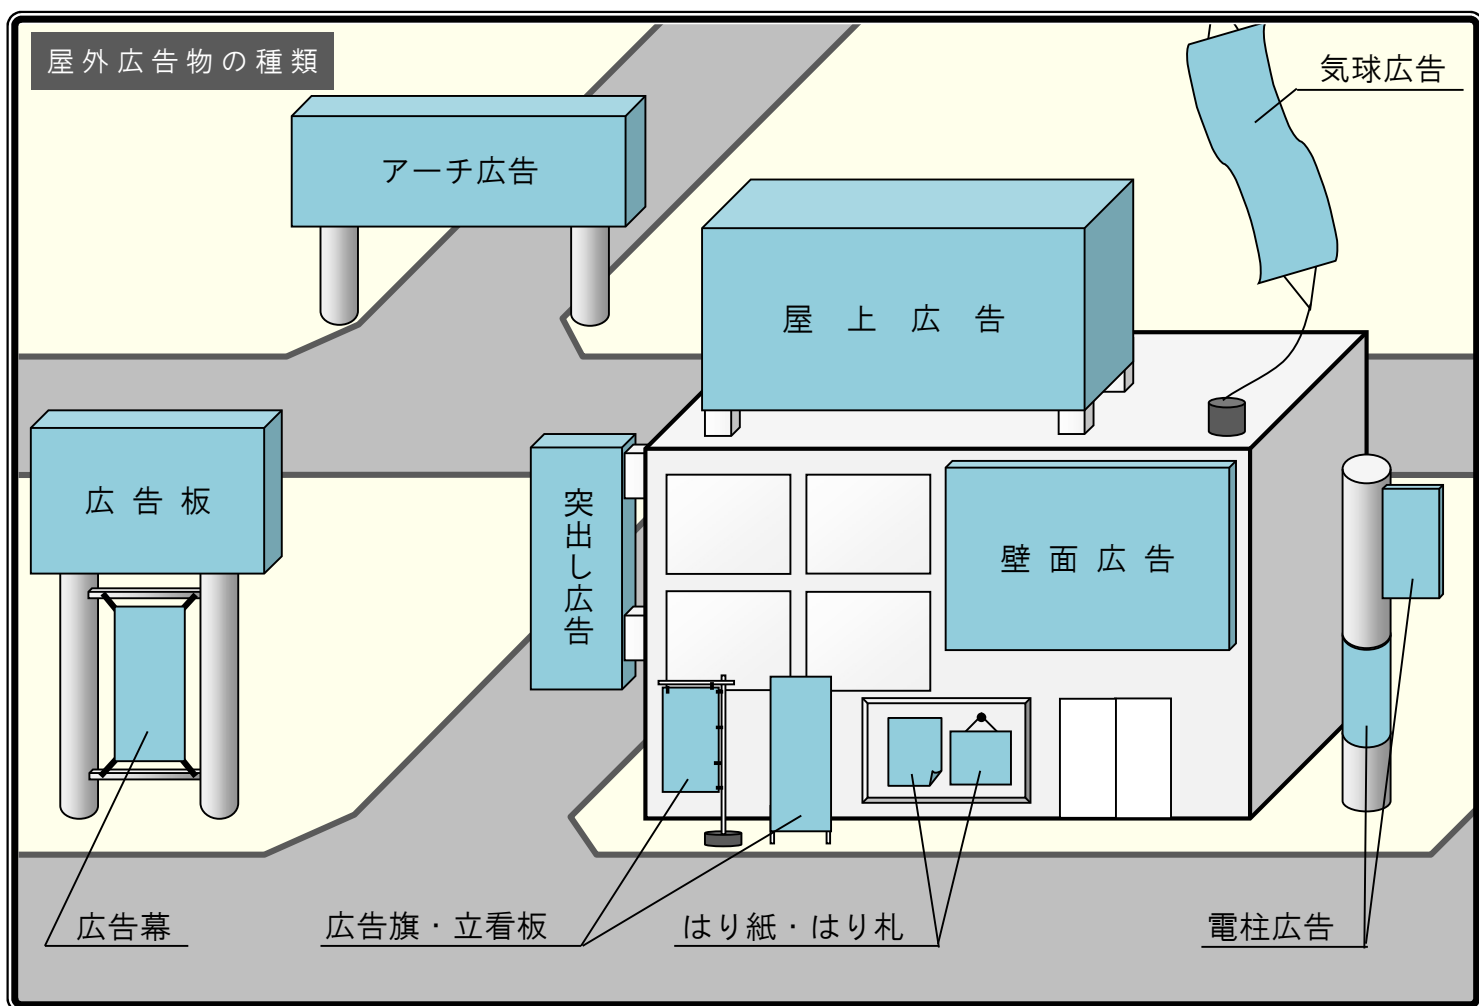 屋外広告物の種類
気球広告
アーチ広告
屋上広告
広告板
突出し広告
壁面広告
広告幕
広告旗・立看板
はり紙・はり札
電柱広告